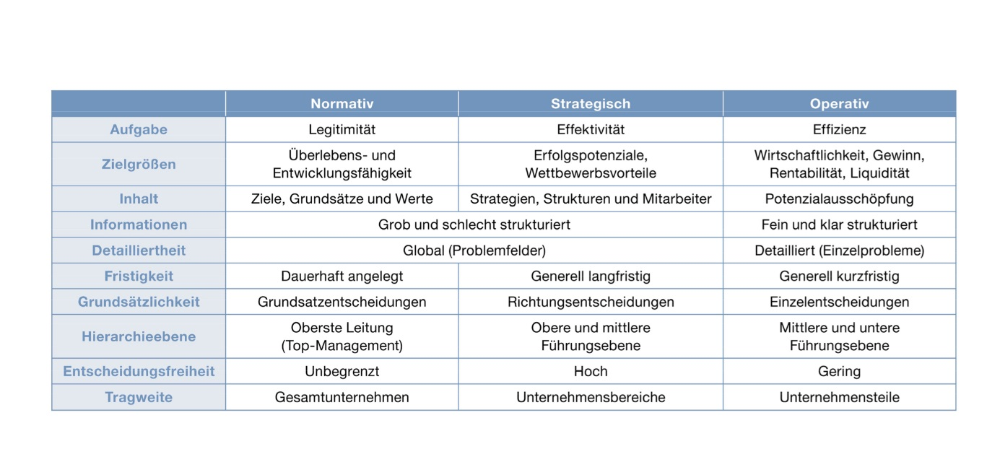 Normativ Strategisch Operativ
Aufgabe Legitimität Effektivität Effizienz
Zielgrößen Überlebens- und Entwicklungsfähigkeit Erfolgspotenziale, Wettbewerbsvorteile Wirtschaftlichkeit, Gewinn, Rentabilität, Liquidität
Inhalt Ziele, Grundsätze und Werte Strategien, Strukturen und Mitarbeiter Potenzialausschöpfung
Informationen Grob und schlecht strukturiert Fein und klar strukturiert
Detailliertheit Global (Problemfelder) Detailliert (Einzelprobleme)
Fristigkeit Dauerhaft angelegt Generell langfristig Generell kurzfristig
Grundsätzlichkeit Grundsatzentscheidungen Richtungsentscheidungen Einzelentscheidungen
Hierarchieebene Oberste Leitung (Top-Management) Obere und mittlere Führungsebene Mittlere und untere Führungsebene
Entscheidungsfreiheit Unbegrenzt Hoch Gering
Tragweite Gesamtunternehmen Unternehmensbereiche Unternehmensteile